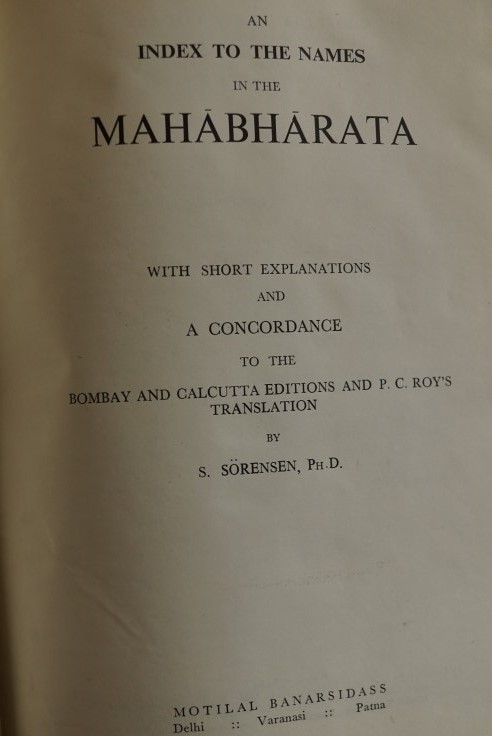 AN
INDEX TO THE NAMES
IN THE
MAHĀBHĀRATA
WITH SHORT EXPLANATIONS
AND
A CONCORDANCE
TO THE
BOMBAY AND CALCUTTA EDITIONS AND P. C. ROY'S
TRANSLATION
BY
S. SÖRENSEN, PH.D.
MOTILAL BANARSIDASS
Delhi :: Varanasi :: Patna